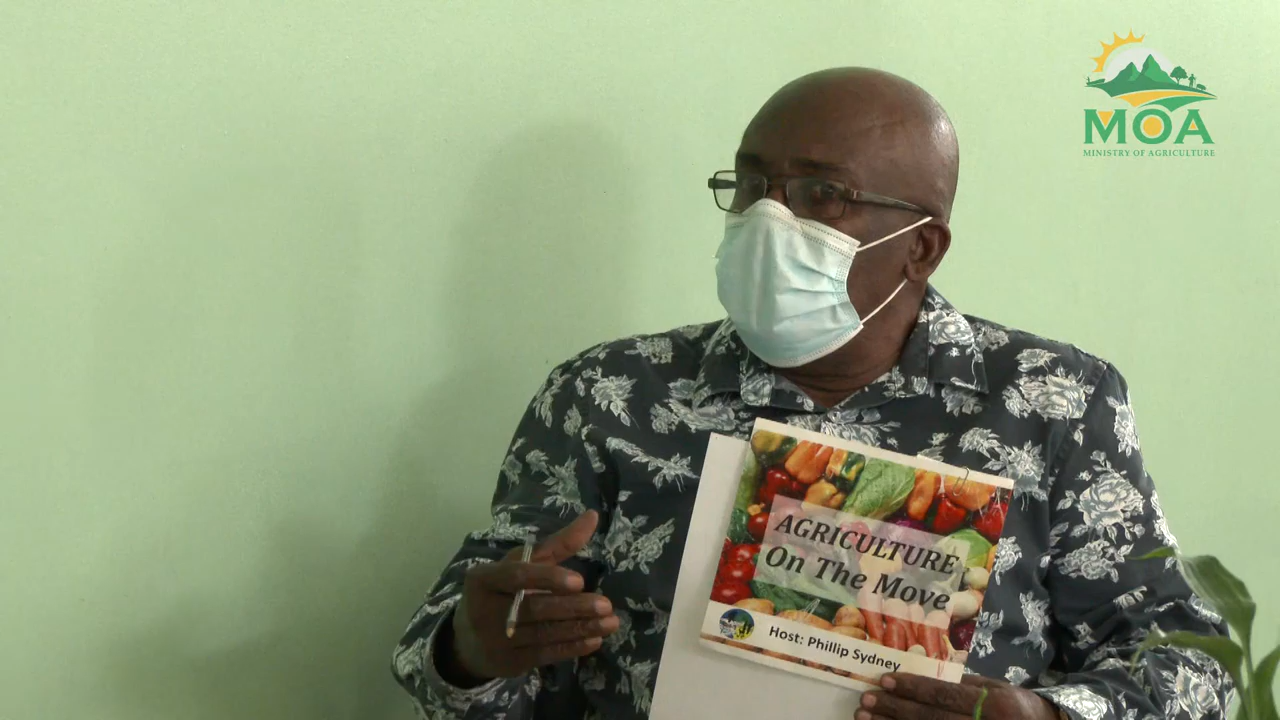 MOA
MINISTRY OF AGRICULTURE
AGRICULTURE
On The Move
Host: Phillip Sydney